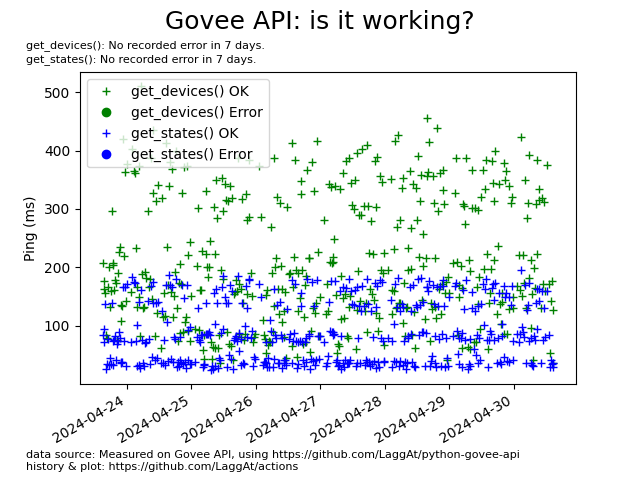 Govee API: is it working?
get_devices(): No recorded error in 7 days.
get_states(): No recorded error in 7 days.
get_devices() OK
get_devices() Error
get_states() OK
get_states() Error
Ping (ms)
500
400
300
200
100
2024-04-24
2024-04-25
2024-04-26
2024-04-27
2024-04-28
2024-04-29
2024-04-30
data source: Measured on Govee API, using https://github.com/LaggAt/python-govee-api
history & plot: https://github.com/LaggAt/actions